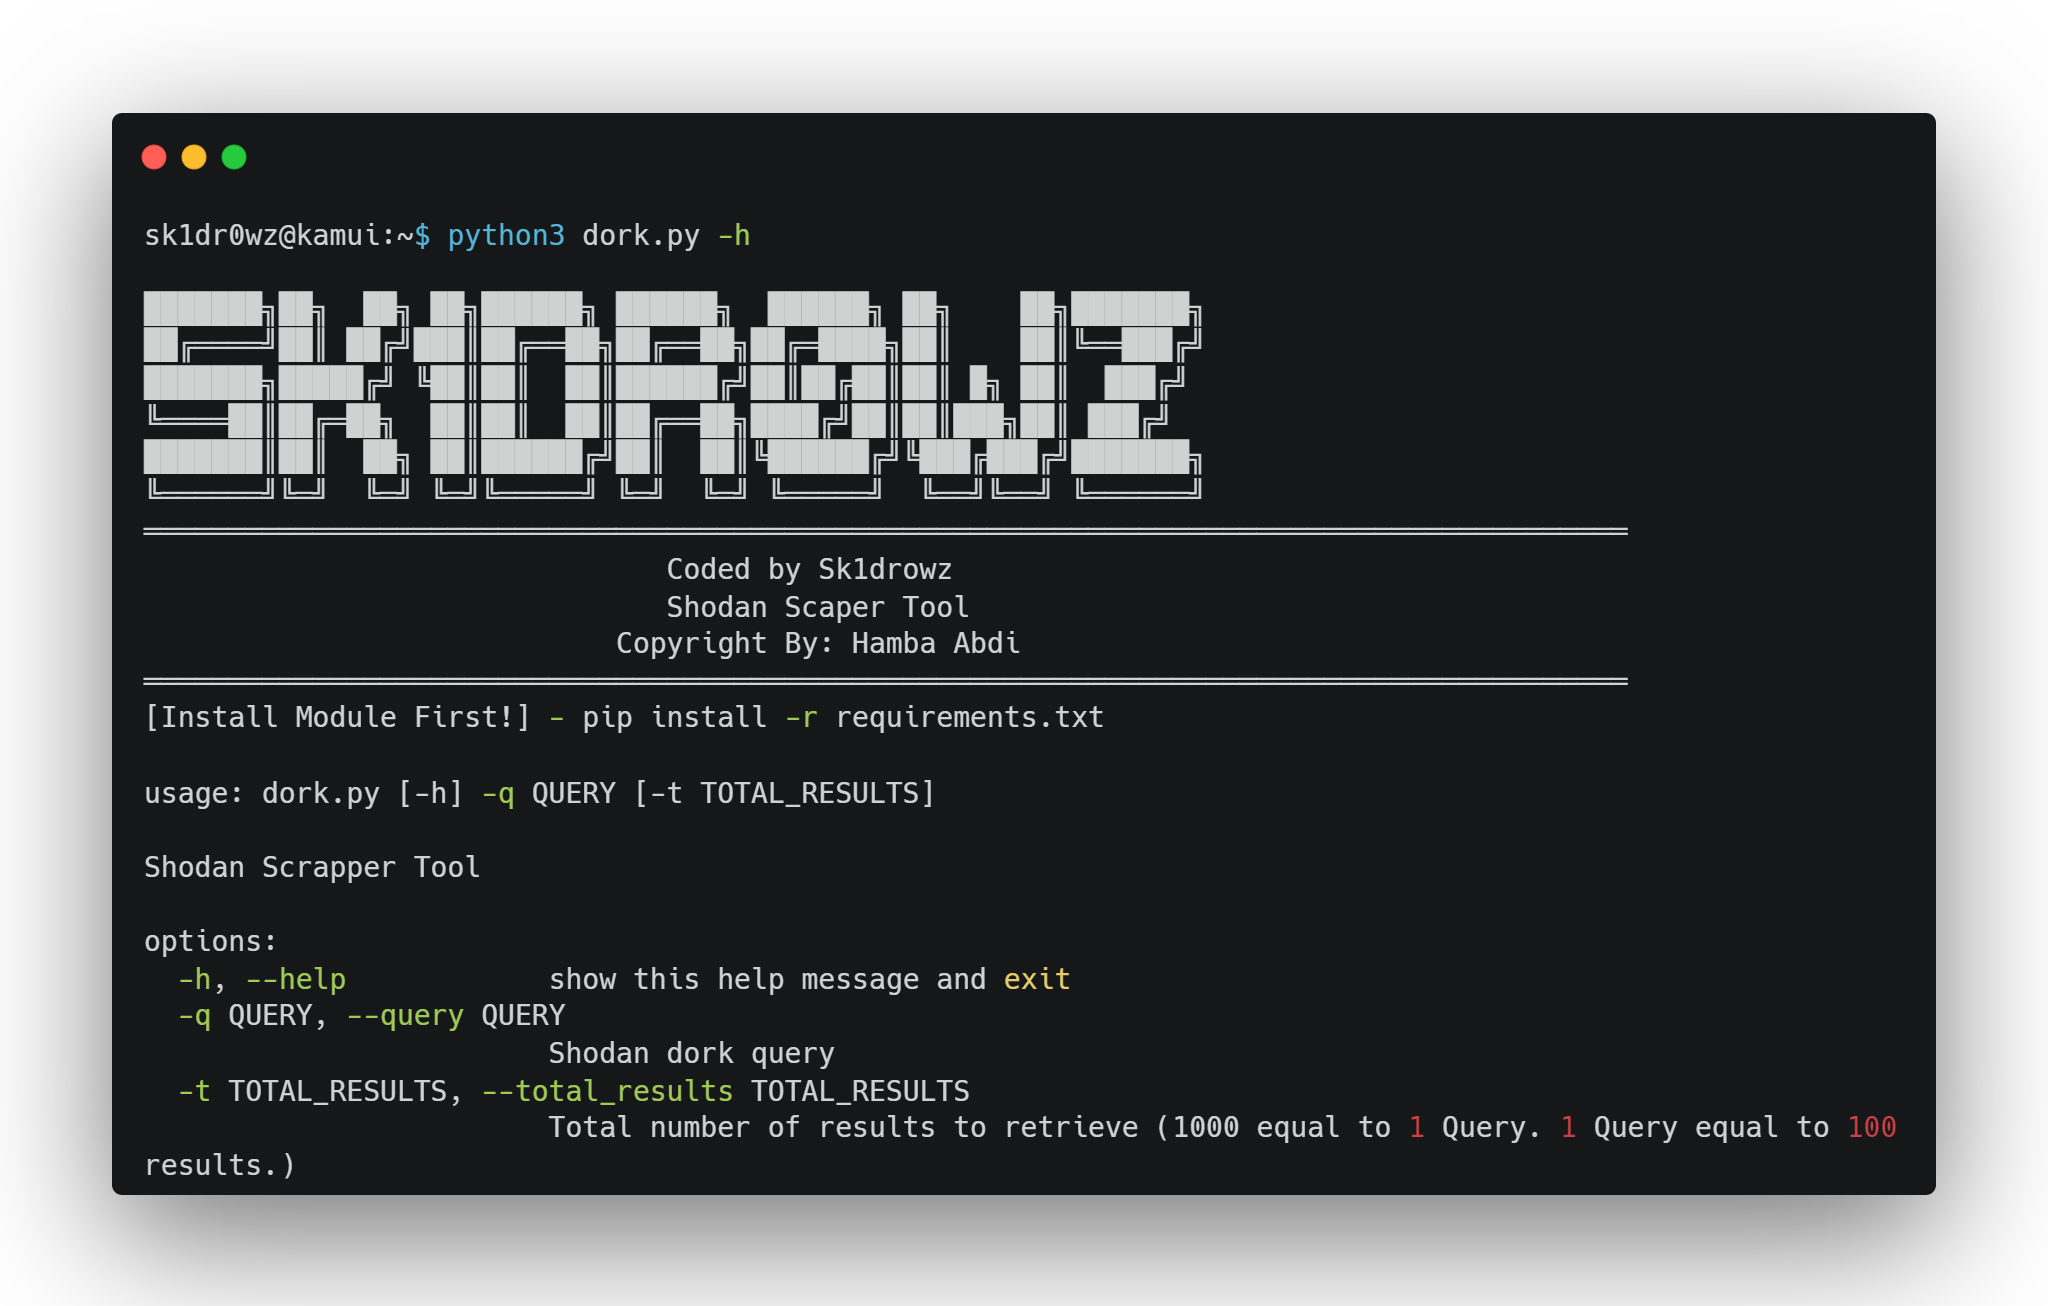 sk1dr0wz@kamui:~$ python3 dork.py -h
SK1DR0WZ
Coded by Sk1drowz
Shodan Scaper Tool
Copyright By: Hamba Abdi
[Install Module First!] - pip install -r requirements.txt
usage: dork.py [-h] -q QUERY [-t TOTAL_RESULTS]
Shodan Scrapper Tool
options:
-h, --help show this help message and exit
-q QUERY, --query QUERY
Shodan dork query
-t TOTAL_RESULTS, --total_results TOTAL_RESULTS
Total number of results to retrieve (1000 equal to 1 Query. 1 Query equal to 100
results.)